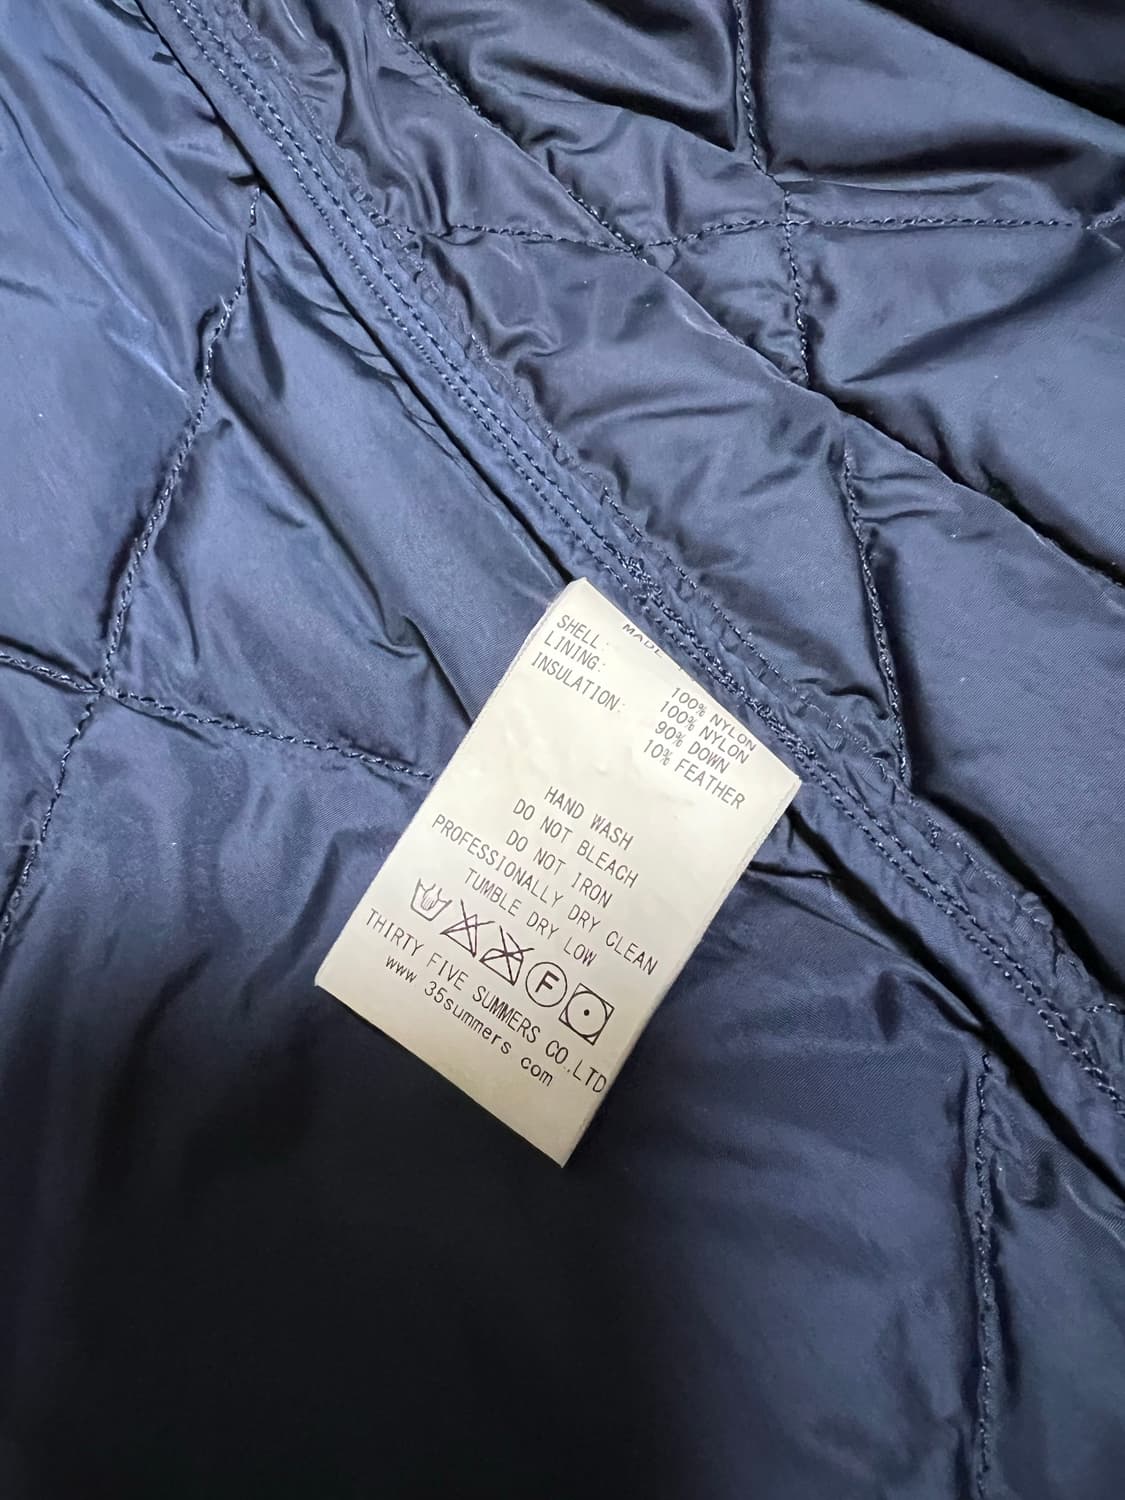 MADE
SHELL: 100% NYLON
LINING: 100% NYLON
INSULATION: 90% DOWN
10% FEATHER
HAND WASH
DO NOT BLEACH
DO NOT IRON
PROFESSIONALLY DRY CLEAN
TUMBLE DRY LOW
F
THIRTY FIVE SUMMERS CO.,LTD
www 35summers com